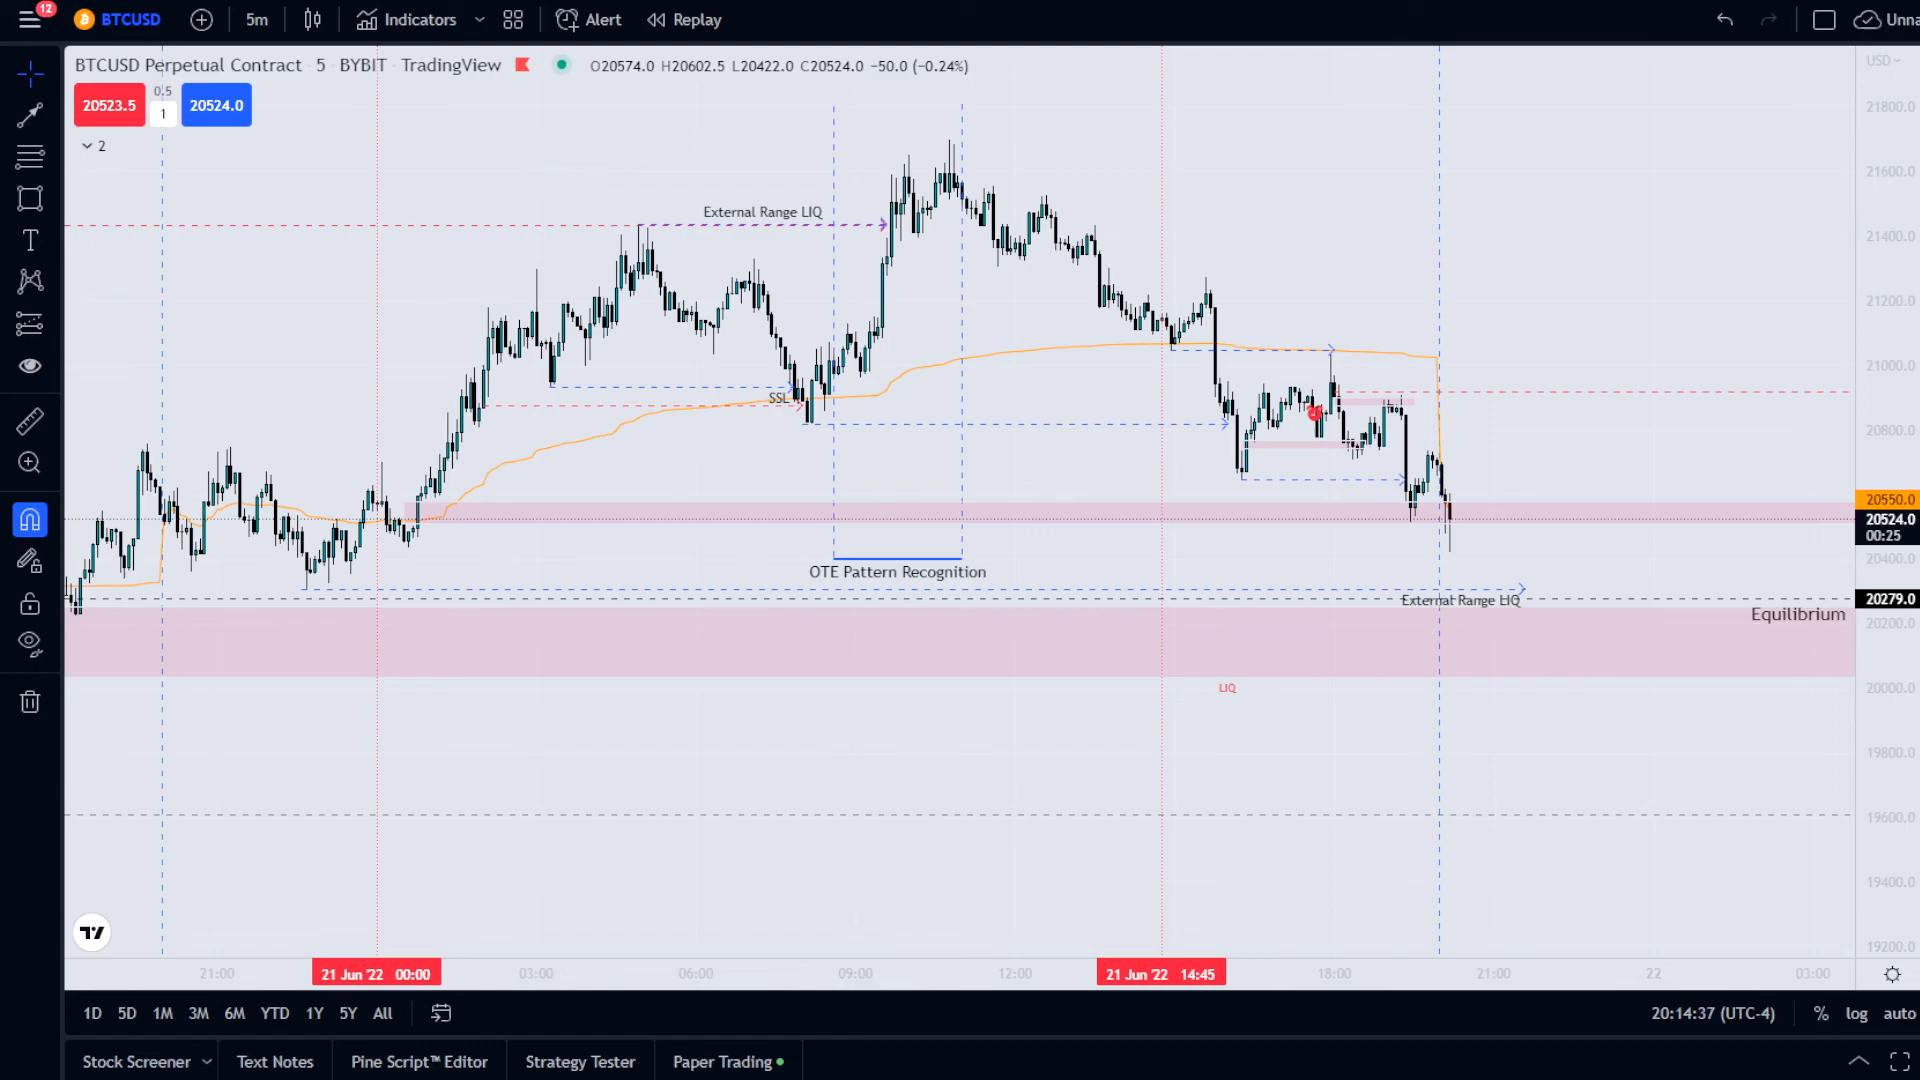 12
BTCUSD
5m
Indicators
Alert
Replay
Unna
BTCUSD Perpetual Contract · 5 · BYBIT · TradingView
O20574.0 H20602.5 L20422.0 C20524.0 −50.0 (−0.24%)
USD
20523.5
0.5
1
20524.0
2
21800.0
21600.0
21400.0
21200.0
21000.0
20800.0
20550.0
20524.0
00:25
20400.0
20279.0
20200.0
20000.0
19800.0
19600.0
19400.0
19200.0
External Range LIQ
SSL
OTE Pattern Recognition
External Range LIQ
Equilibrium
LIQ
21:00
21 Jun '22 00:00
03:00
06:00
09:00
12:00
21 Jun '22 14:45
18:00
21:00
22
03:00
1D 5D 1M 3M 6M YTD 1Y 5Y All
20:14:37 (UTC-4)
% log auto
Stock Screener
Text Notes
Pine Script™ Editor
Strategy Tester
Paper Trading